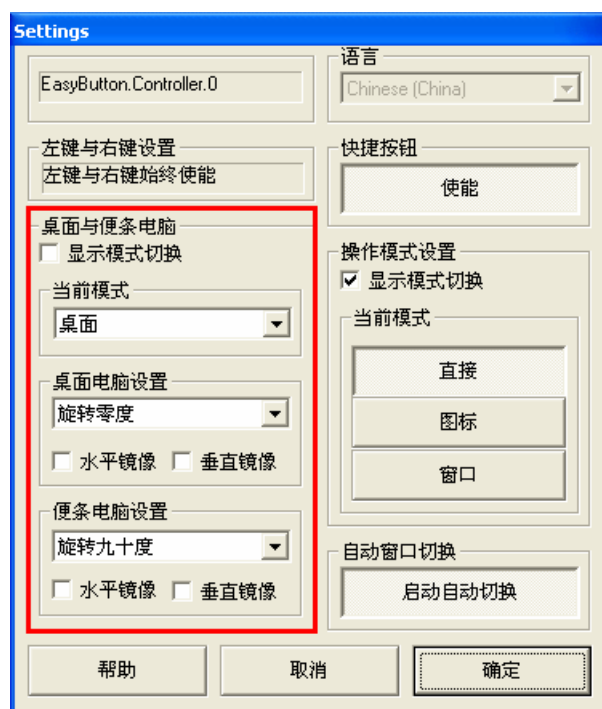 Settings
EasyButton.Controller.0
左键与右键设置
左键与右键始终使能
桌面与便条电脑
显示模式切换
当前模式
桌面
桌面电脑设置
旋转零度
水平镜像 垂直镜像
便条电脑设置
旋转九十度
水平镜像 垂直镜像
语言
Chinese (China)
快捷按钮
使能
操作模式设置
显示模式切换
当前模式
直接
图标
窗口
自动窗口切换
启动自动切换
帮助 取消 确定